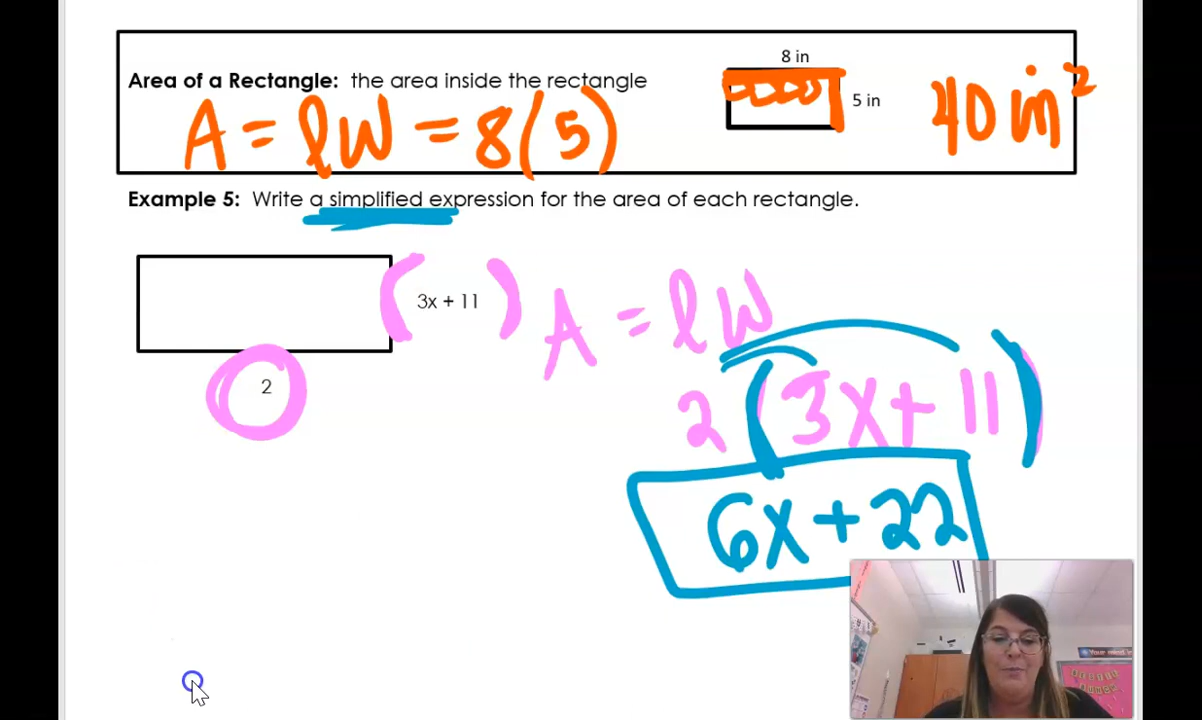 8 in
Area of a Rectangle: the area inside the rectangle
5 in
A = lW = 8(5)
40 in²
Example 5: Write a simplified expression for the area of each rectangle.
( 3x + 11 )
A = lW
2
2(3x + 11)
6x + 22